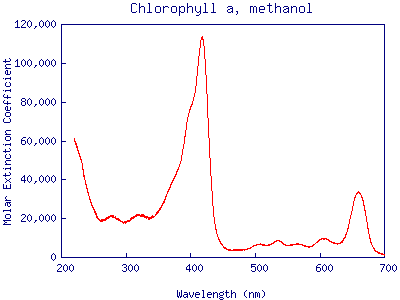 Chlorophyll a, methanol
Molar Extinction Coefficient
120,000
100,000
80,000
60,000
40,000
20,000
0
200 300 400 500 600 700
Wavelength (nm)